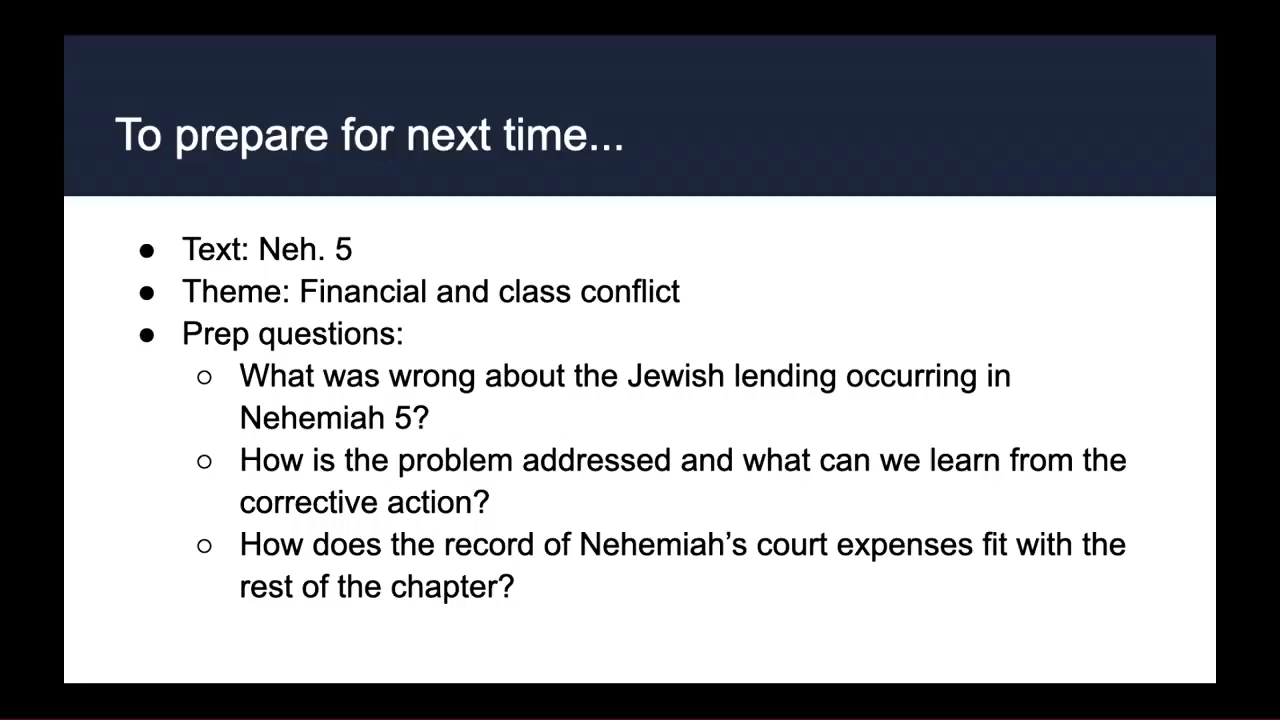 To prepare for next time...
● Text: Neh. 5
● Theme: Financial and class conflict
● Prep questions:
○ What was wrong about the Jewish lending occurring in
Nehemiah 5?
○ How is the problem addressed and what can we learn from the
corrective action?
○ How does the record of Nehemiah’s court expenses fit with the
rest of the chapter?